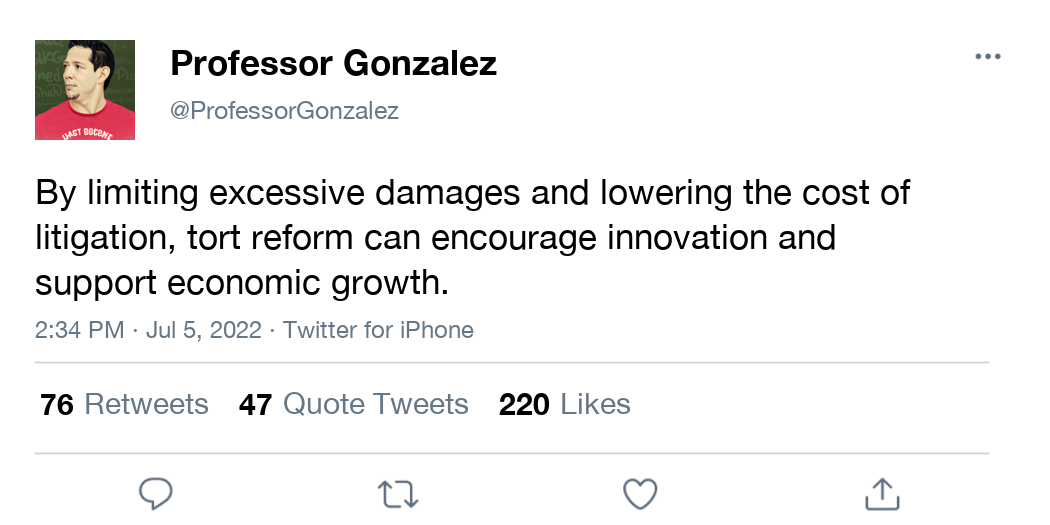 Professor Gonzalez
@ProfessorGonzalez
By limiting excessive damages and lowering the cost of
litigation, tort reform can encourage innovation and
support economic growth.
2:34 PM · Jul 5, 2022 · Twitter for iPhone
76 Retweets 47 Quote Tweets 220 Likes